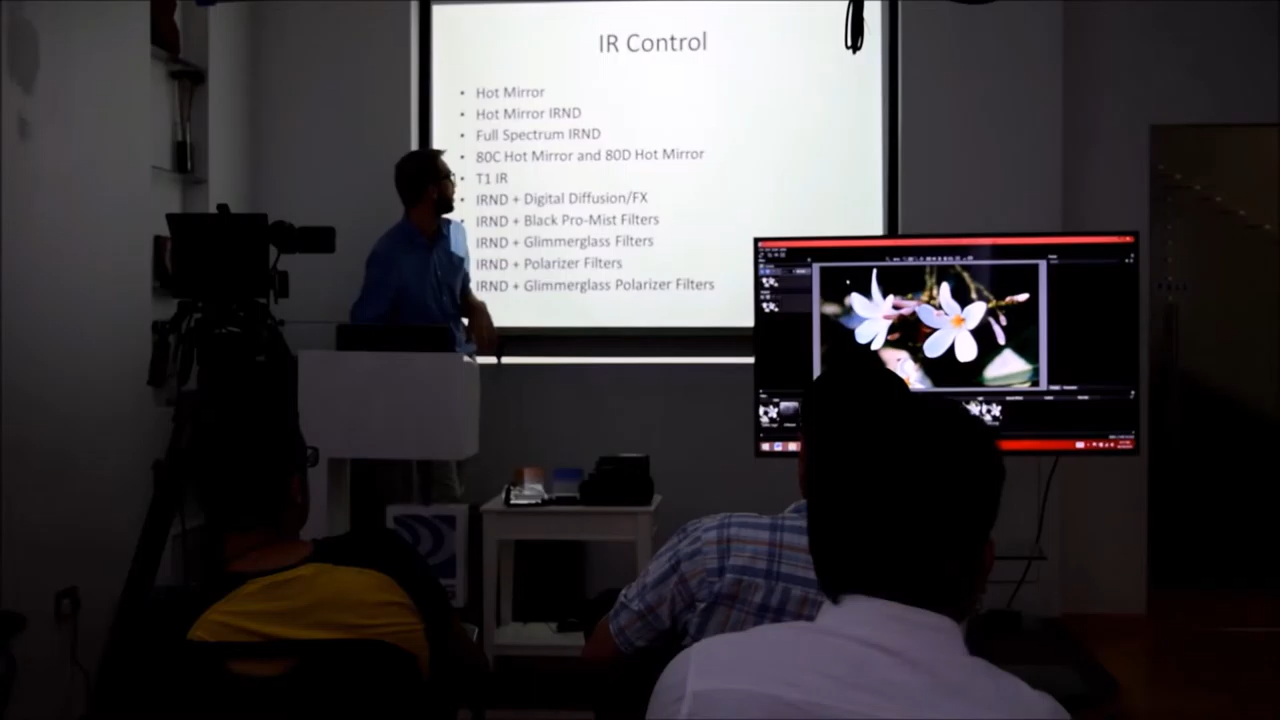 IR Control
• Hot Mirror
• Hot Mirror IRND
• Full Spectrum IRND
• 80C Hot Mirror and 80D Hot Mirror
• T1 IR
• IRND + Digital Diffusion/FX
• IRND + Black Pro-Mist Filters
IRND + Glimmerglass Filters
IRND + Polarizer Filters
IRND + Glimmerglass Polarizer Filters